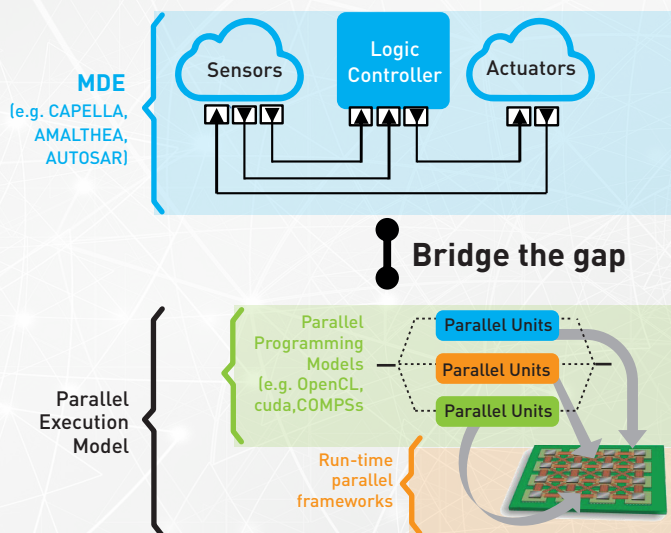 MDE
(e.g. CAPELLA,
AMALTHEA,
AUTOSAR)
Sensors
Logic
Controller
Actuators
Bridge the gap
Parallel
Execution
Model
Parallel
Programming
Models
(e.g. OpenCL,
cuda,COMPSs
Parallel Units
Parallel Units
Parallel Units
Run-time
parallel
frameworks